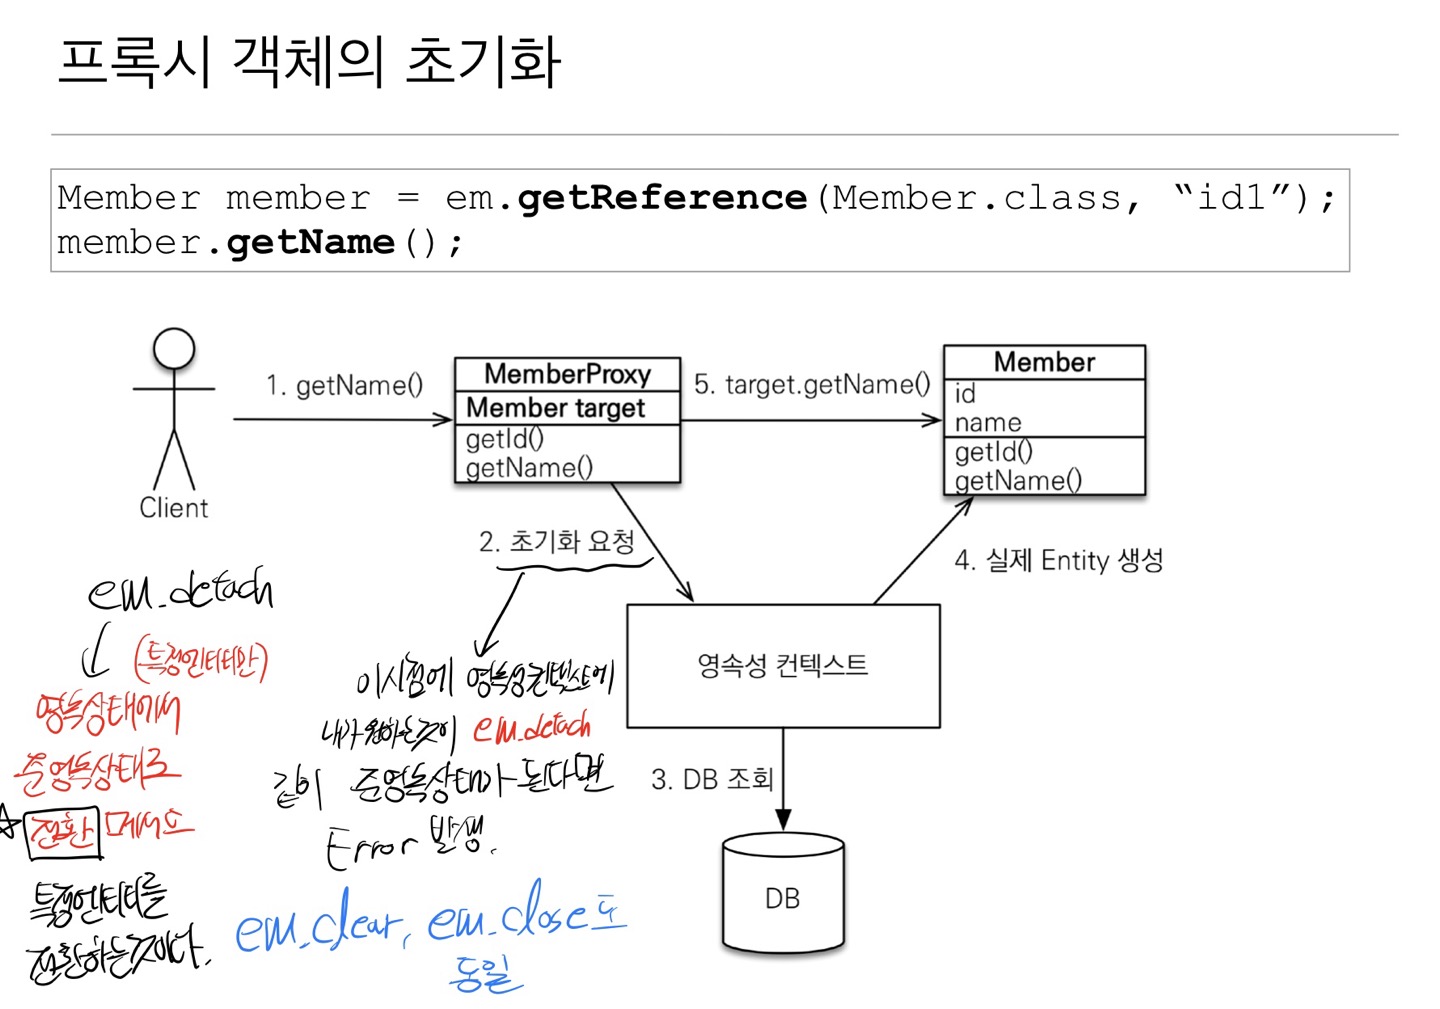 프록시 객체의 초기화
Member member = em.getReference(Member.class, “id1”);
member.getName();
1. getName()
MemberProxy
Member target
getId()
getName()
5. target.getName()
Member
id
name
getId()
getName()
Client
2. 초기화 요청
4. 실제 Entity 생성
영속성 컨텍스트
3. DB 조회
DB
em.detach
(특정엔티티만)
영속상태에서
준영속상태로
☆ 전환 메서드
특정엔티티를
전환하는것이다.
이시점에 영속성컨텍스트에
내가 원하는것이 em.detach
같이 준영속상태가 된다면
Error 발생.
em.clear, em.close도
동일